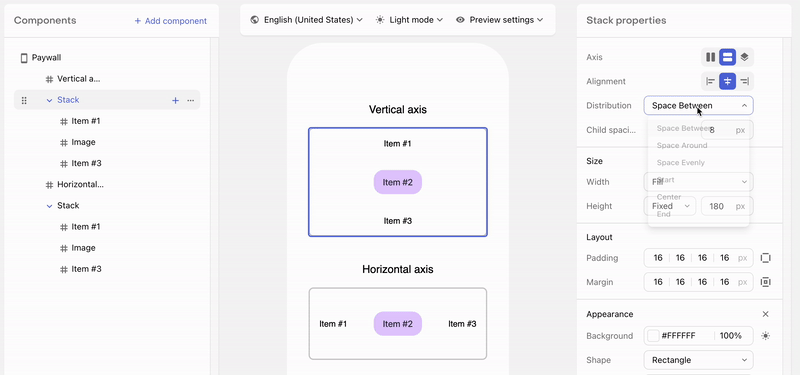 Components
+ Add component
Paywall
Vertical a...
Stack
Item #1
Image
Item #3
Horizontal...
Stack
Item #1
Image
Item #3
English (United States)
Light mode
Preview settings
Vertical axis
Item #1
Item #2
Item #3
Horizontal axis
Item #1 Item #2 Item #3
Stack properties
Axis
Alignment
Distribution Space Between
Child spaci... 8 px
Space Between
Space Around
Space Evenly
Start
Center
End
Size
Width Fill
Height Fixed 180 px
Layout
Padding 16 16 16 16 px
Margin 16 16 16 16 px
Appearance
Background #FFFFFF 100%
Shape Rectangle